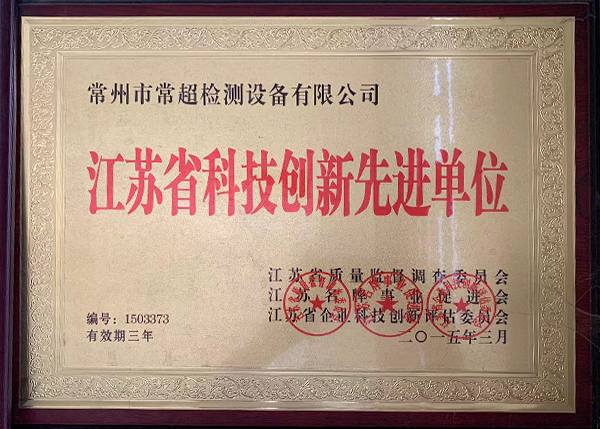 常州市常超检测设备有限公司
江苏省科技创新先进单位
江苏省质量监督调查委员会
江苏名牌事业促进会
江苏省企业科技创新评估委员会
编号：1503373
有效期三年
二〇一五年三月